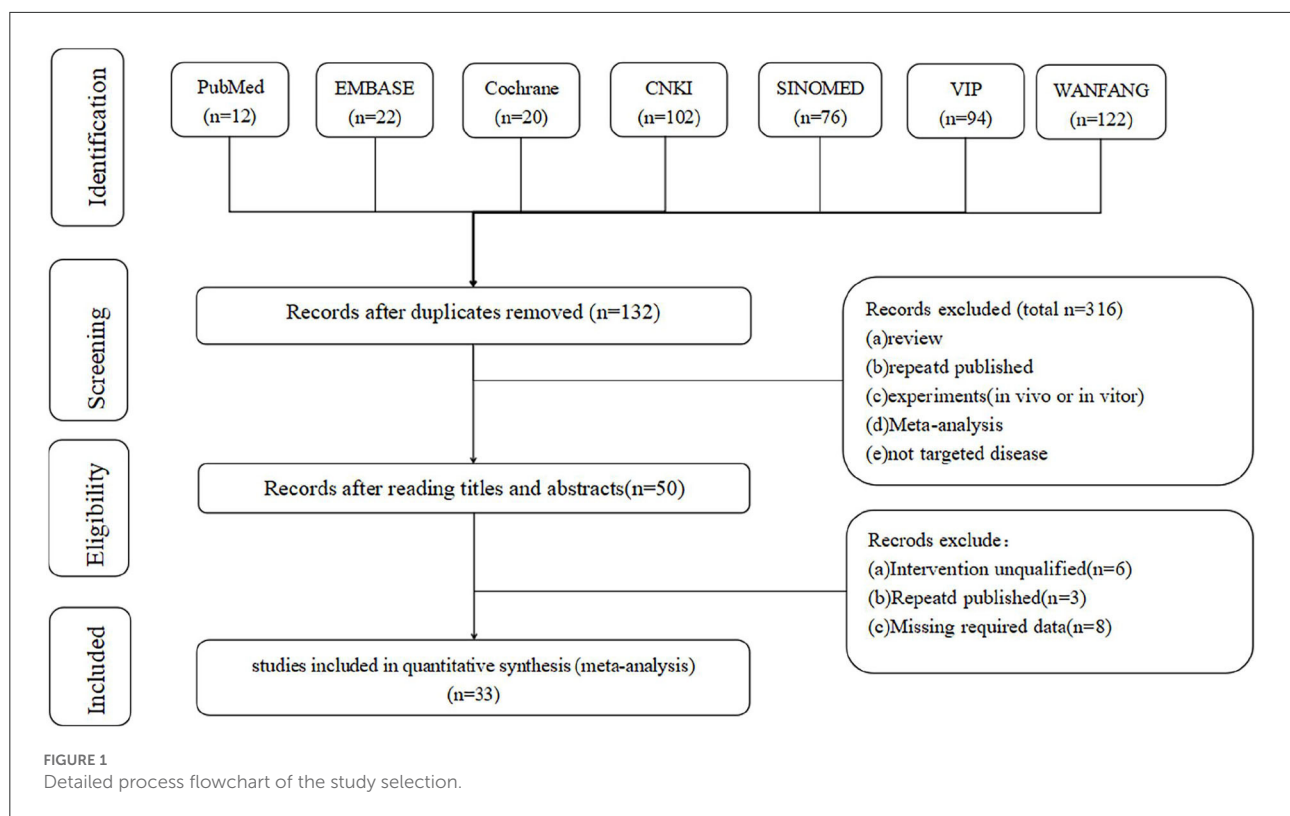 Identification
PubMed
(n=12)
EMBASE
(n=22)
Cochrane
(n=20)
CNKI
(n=102)
SINOMED
(n=76)
VIP
(n=94)
WANFANG
(n=122)
Screening
Records after duplicates removed (n=132)
Records excluded (total n=316)
(a)review
(b)repeatd published
(c)experiments(in vivo or in vitor)
(d)Meta-analysis
(e)not targeted disease
Eligibility
Records after reading titles and abstracts(n=50)
Recrods exclude：
(a)Intervention unqualified(n=6)
(b)Repeatd published(n=3)
(c)Missing required data(n=8)
Included
studies included in quantitative synthesis (meta-analysis)
(n=33)
FIGURE 1
Detailed process flowchart of the study selection.